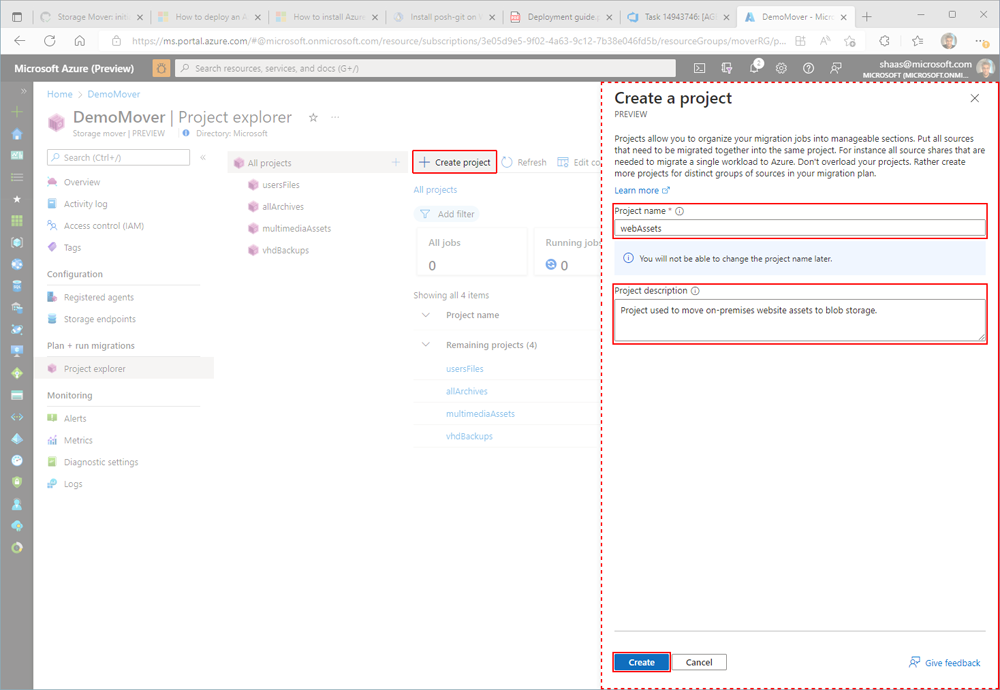 Storage Mover: initi
How to deploy an A
How to install Azure
Install posh-git on W
Deployment guide.p
Task 14943746: [AG
DemoMover - Micr
https://ms.portal.azure.com/#@microsoft.onmicrosoft.com/resource/subscriptions/3e05d9e5-9f02-4a63-9c12-7b38e046fd5b/resourceGroups/moverRG/p...
Microsoft Azure (Preview)
Search resources, services, and docs (G+/)
2
shaas@microsoft.com
MICROSOFT (MICROSOFT.ONMI...
Home > DemoMover
DemoMover | Project explorer
Storage mover | PREVIEW
Directory: Microsoft
Search (Ctrl+/)
Overview
Activity log
Access control (IAM)
Tags
Configuration
Registered agents
Storage endpoints
Plan + run migrations
Project explorer
Monitoring
Alerts
Metrics
Diagnostic settings
Logs
All projects
usersFiles
allArchives
multimediaAssets
vhdBackups
Create project
Refresh
Edit co
All projects
Add filter
All jobs
0
Running jobs
0
Showing all 4 items
Project name
Remaining projects (4)
usersFiles
allArchives
multimediaAssets
vhdBackups
Create a project
PREVIEW
Projects allow you to organize your migration jobs into manageable sections. Put all sources
that need to be migrated together into the same project. For instance all source shares that are
needed to migrate a single workload to Azure. Don't overload your projects. Rather create
more projects for distinct groups of sources in your migration plan.
Learn more
Project name *
webAssets
You will not be able to change the project name later.
Project description
Project used to move on-premises website assets to blob storage.
Create
Cancel
Give feedback